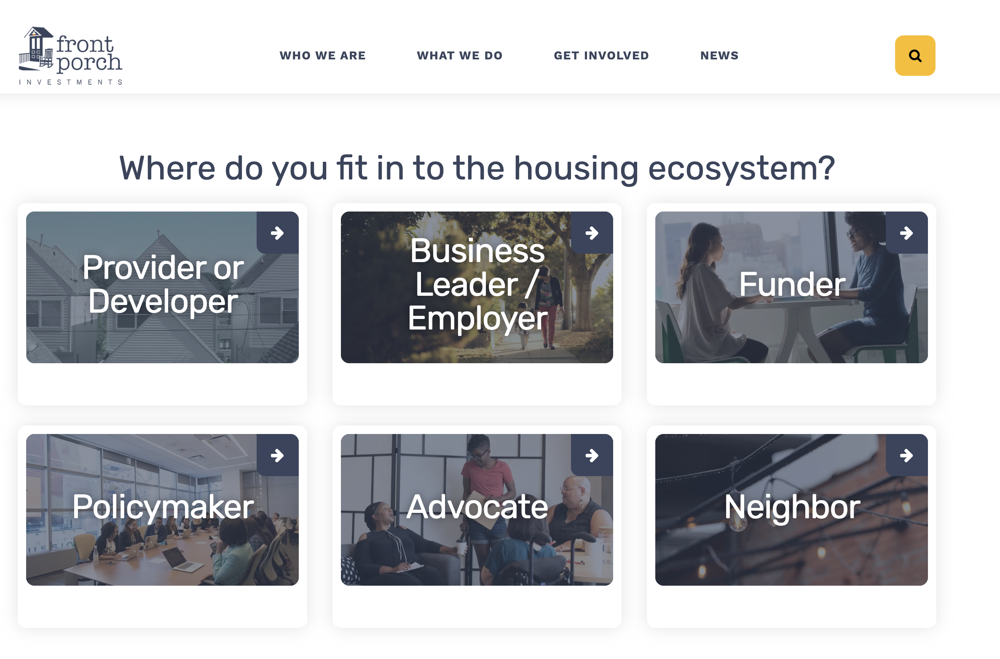 front
porch
INVESTMENTS
WHO WE ARE
WHAT WE DO
GET INVOLVED
NEWS
Where do you fit in to the housing ecosystem?
Provider or
Developer
Business
Leader /
Employer
Funder
Policymaker
Advocate
Neighbor